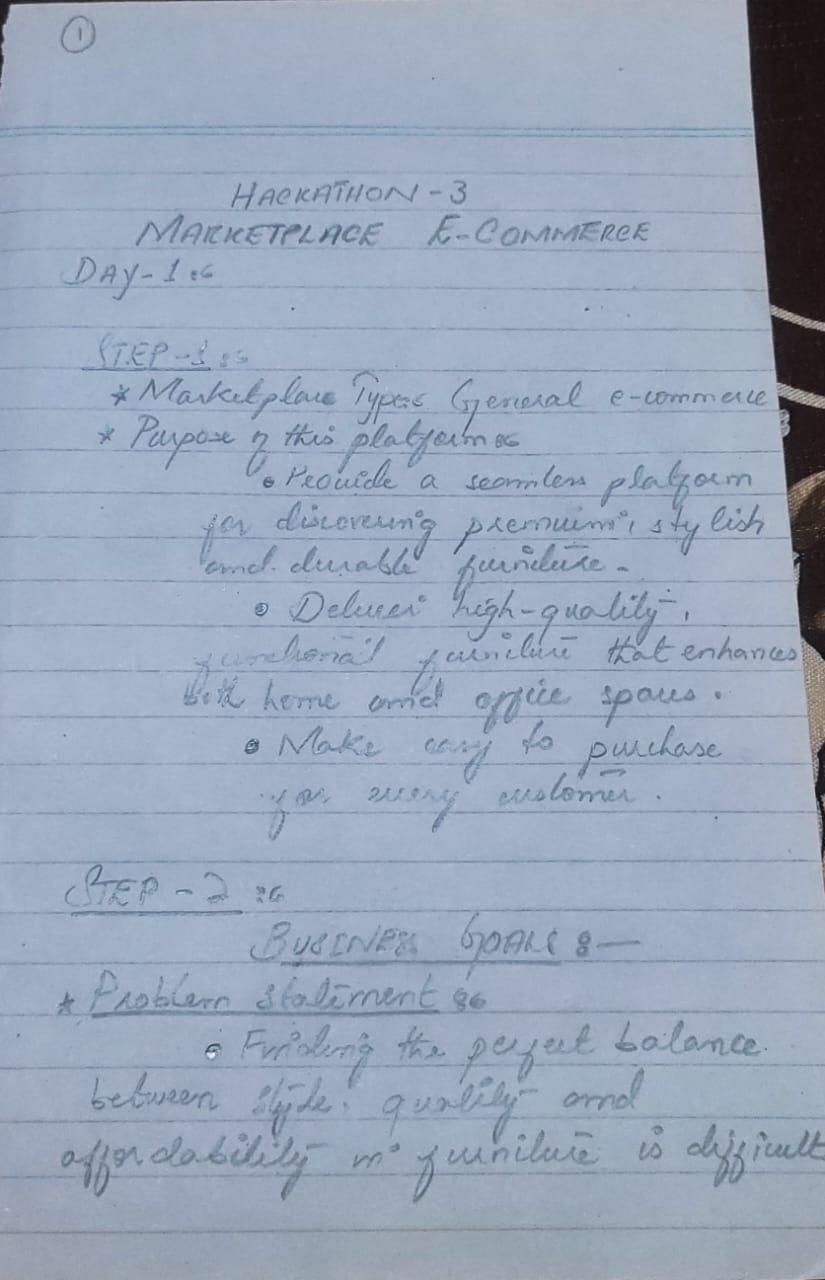 1
HACKATHON - 3
MARKETPLACE E-COMMERCE
DAY-1 :-
STEP-1 :-
* Marketplace Type:- General e-commerce
* Purpose of this platform :-
• Provide a seamless platform
for discovering premium, stylish
and durable furniture.
• Deliver high-quality,
functional furniture that enhances
both home and office spaces.
• Make easy to purchase
for every customer.
STEP - 2 :-
BUSINESS GOALS :-
* Problem Statement :-
• Finding the perfect balance
between style, quality and
affordability in furniture is difficult